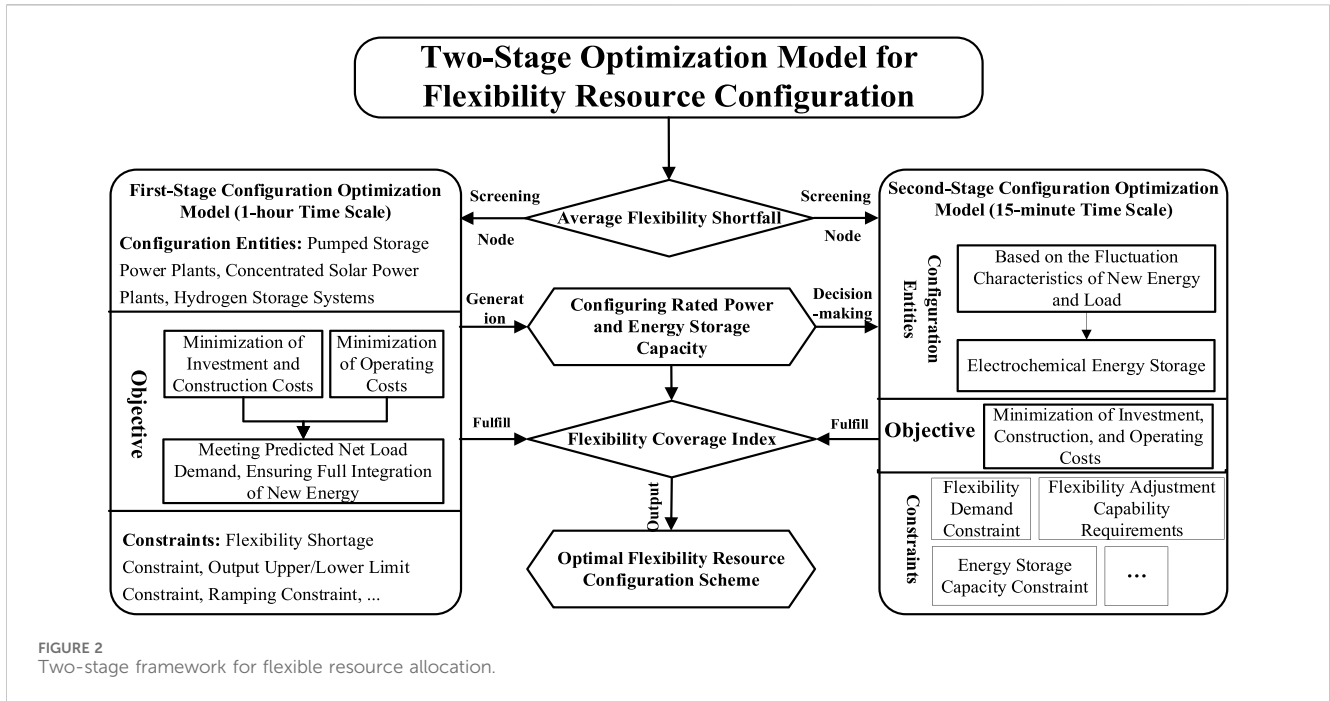 Two-Stage Optimization Model for
Flexibility Resource Configuration
First-Stage Configuration Optimization
Model (1-hour Time Scale)
Configuration Entities: Pumped Storage
Power Plants, Concentrated Solar Power
Plants, Hydrogen Storage Systems
Objective
Minimization of
Investment and
Construction Costs
Minimization
of Operating
Costs
Meeting Predicted Net Load
Demand, Ensuring Full Integration
of New Energy
Constraints: Flexibility Shortage
Constraint, Output Upper/Lower Limit
Constraint, Ramping Constraint, ...
Screening
Node
Average Flexibility Shortfall
Screening
Node
Generat
ion
Configuring Rated Power
and Energy Storage
Capacity
Decision
-making
Fulfill
Flexibility Coverage Index
Fulfill
Output
Optimal Flexibility Resource
Configuration Scheme
Second-Stage Configuration Optimization
Model (15-minute Time Scale)
Configuration
Entities
Based on the Fluctuation
Characteristics of New Energy
and Load
Electrochemical Energy Storage
Objective
Minimization of Investment,
Construction, and Operating
Costs
Constraints
Flexibility
Demand
Constraint
Flexibility Adjustment
Capability
Requirements
Energy Storage
Capacity Constraint
...
FIGURE 2
Two-stage framework for flexible resource allocation.